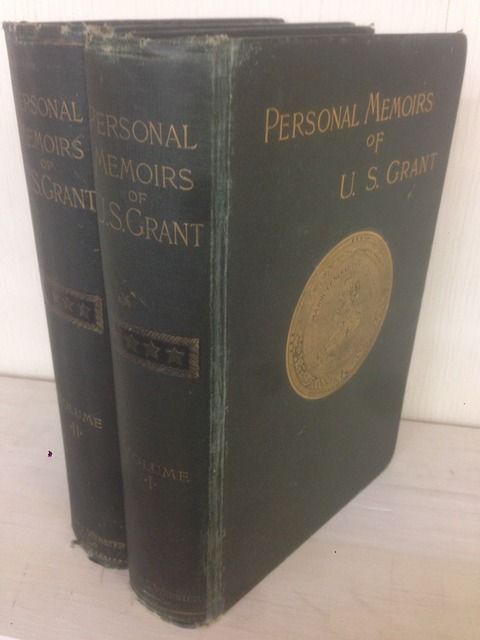 PERSONAL
MEMOIRS
OF
U.S. GRANT
VOLUME
II
PERSONAL
MEMOIRS
OF
U.S. GRANT
VOLUME
I
PERSONAL MEMOIRS
OF
U. S. GRANT